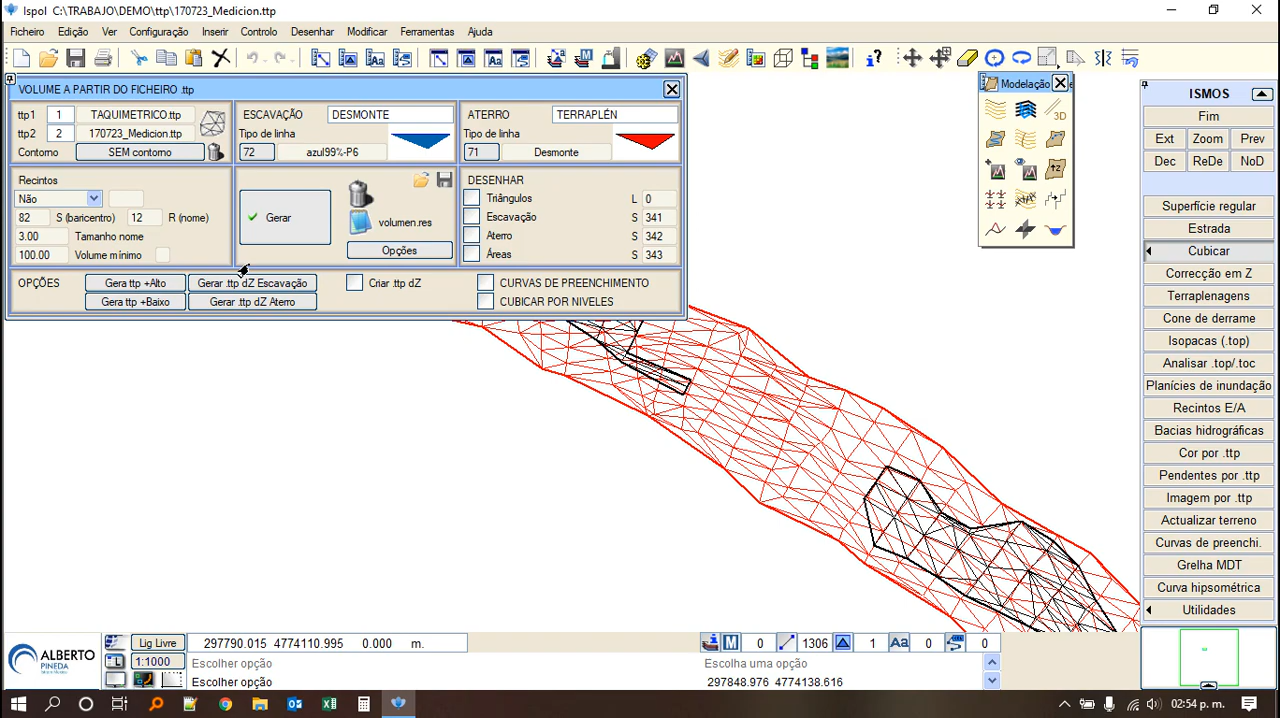 Ispol C:\TRABAJO\DEMO\ttp\170723_Medicion.ttp
Ficheiro Edição Ver Configuração Inserir Controlo Desenhar Modificar Ferramentas Ajuda
VOLUME A PARTIR DO FICHEIRO .ttp
ttp1 1 TAQUIMETRICO.ttp
ttp2 2 170723_Medicion.ttp
Contorno SEM contorno
ESCAVAÇÃO DESMONTE
Tipo de linha
72 azul99%-P6
ATERRO TERRAPLÉN
Tipo de linha
71 Desmonte
Recintos
Não
82 S (baricentro) 12 R (nome)
3.00 Tamanho nome
100.00 Volume mínimo
Gerar
volumen.res
Opções
DESENHAR
Triângulos L 0
Escavação S 341
Aterro S 342
Áreas S 343
OPÇÕES Gera ttp +Alto Gerar .ttp dZ Escavação Criar .ttp dZ CURVAS DE PREENCHIMENTO
Gera ttp +Baixo Gerar .ttp dZ Aterro CUBICAR POR NIVELES
Modelação
3D
tZ
ISMOS
Fim
Ext Zoom Prev
Dec ReDe NoD
Superfície regular
Estrada
Cubicar
Correcção em Z
Terraplenagens
Cone de derrame
Isopacas (.top)
Analisar .top/.toc
Planícies de inundação
Recintos E/A
Bacias hidrográficas
Cor por .ttp
Pendentes por .ttp
Imagem por .ttp
Actualizar terreno
Curvas de preenchi.
Grelha MDT
Curva hipsométrica
Utilidades
ALBERTO
PINEDA
Lig Livre 297790.015 4774110.995 0.000 m. M 0 1306 1 Aa 0 0
1:1000 Escolher opção Escolha uma opção
Escolher opção 297848.976 4774138.616
02:54 p. m.